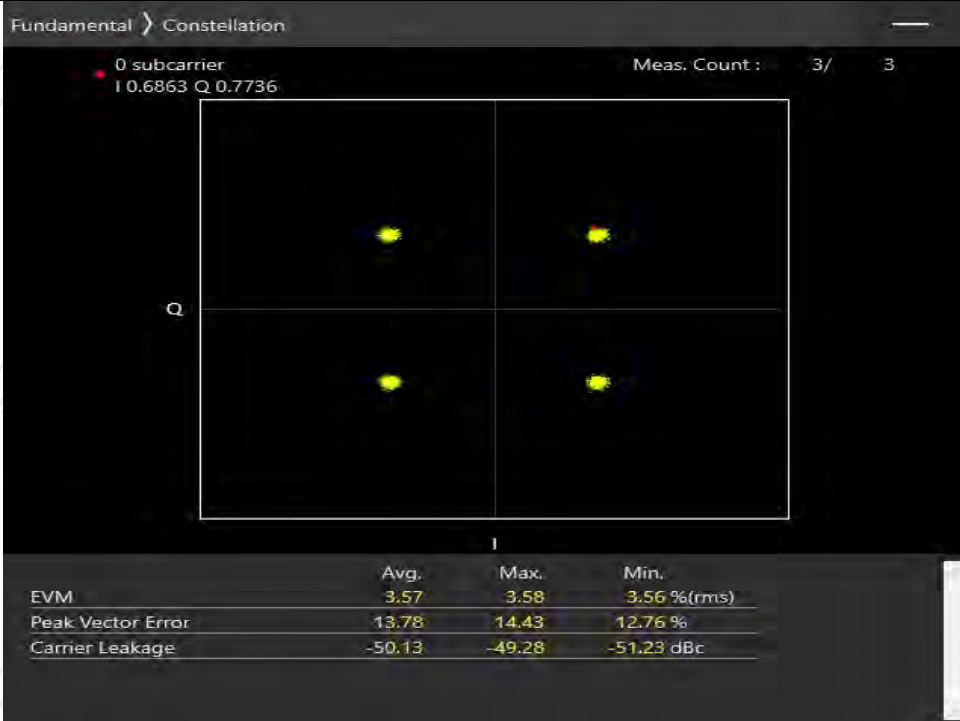 Fundamental 〉 Constellation
0 subcarrier Meas. Count : 3/ 3
I 0.6863 Q 0.7736
Q
I
Avg. Max. Min.
EVM 3.57 3.58 3.56 %(rms)
Peak Vector Error 13.78 14.43 12.76 %
Carrier Leakage -50.13 -49.28 -51.23 dBc